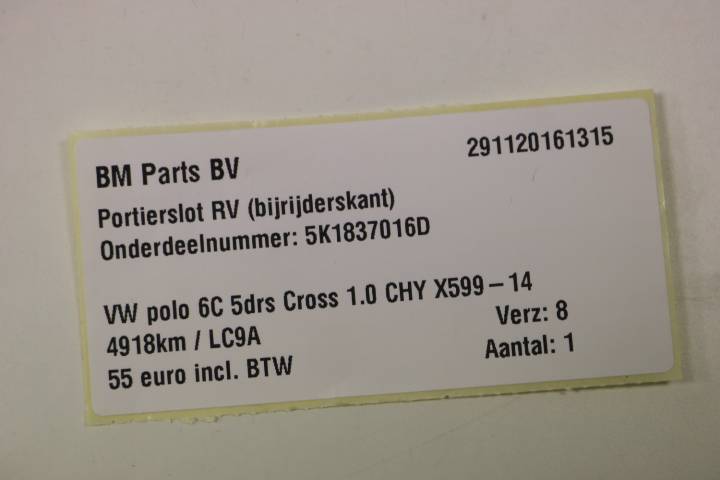 BM Parts BV 291120161315
Portierslot RV (bijrijderskant)
Onderdeelnummer: 5K1837016D
VW polo 6C 5drs Cross 1.0 CHY X599-14
4918km / LC9A Verz: 8
55 euro incl. BTW Aantal: 1